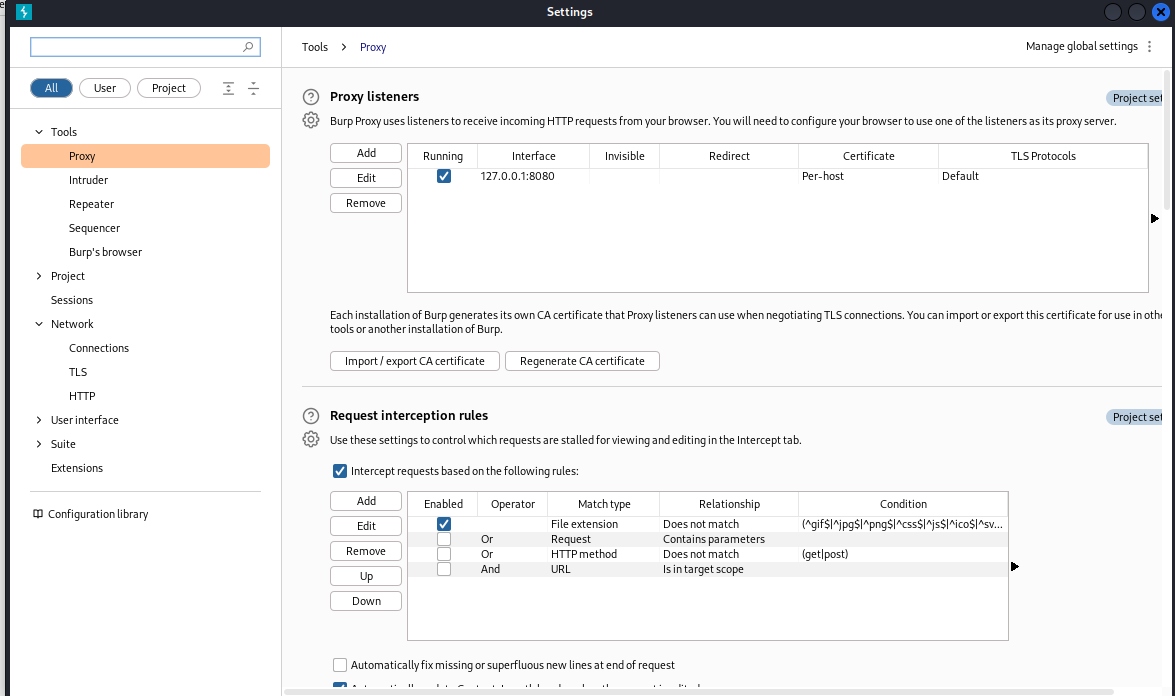 Settings
Tools > Proxy
Manage global settings
All User Project
Tools
Proxy
Intruder
Repeater
Sequencer
Burp's browser
Project
Sessions
Network
Connections
TLS
HTTP
User interface
Suite
Extensions
Configuration library
Proxy listeners
Project set
Burp Proxy uses listeners to receive incoming HTTP requests from your browser. You will need to configure your browser to use one of the listeners as its proxy server.
Add
Edit
Remove
Running Interface Invisible Redirect Certificate TLS Protocols
127.0.0.1:8080 Per-host Default
Each installation of Burp generates its own CA certificate that Proxy listeners can use when negotiating TLS connections. You can import or export this certificate for use in othe
tools or another installation of Burp.
Import / export CA certificate Regenerate CA certificate
Request interception rules
Project set
Use these settings to control which requests are stalled for viewing and editing in the Intercept tab.
Intercept requests based on the following rules:
Add
Edit
Remove
Up
Down
Enabled Operator Match type Relationship Condition
File extension Does not match (^gif$|^jpg$|^png$|^css$|^js$|^ico$|^sv...
Or Request Contains parameters
Or HTTP method Does not match (get|post)
And URL Is in target scope
Automatically fix missing or superfluous new lines at end of request